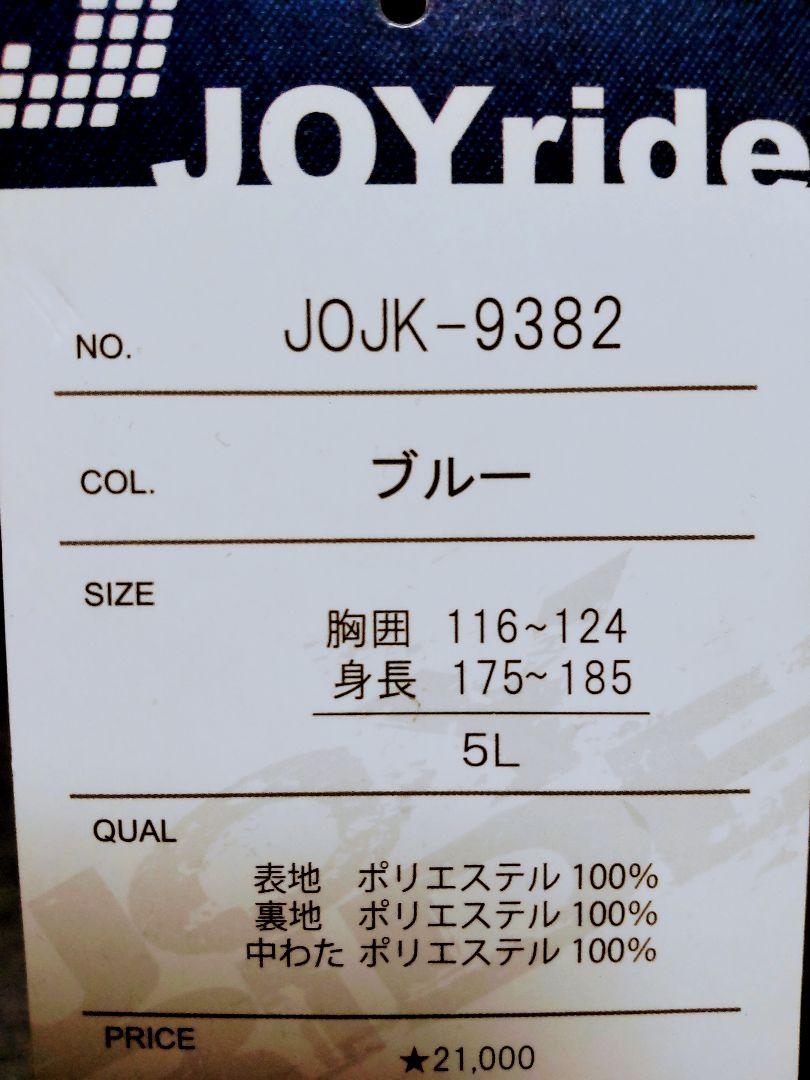 JOYride
NO. JOJK-9382
COL. ブルー
SIZE
胸囲 116~124
身長 175~185
5L
QUAL
表地 ポリエステル 100%
裏地 ポリエステル 100%
中わた ポリエステル 100%
PRICE ★21,000